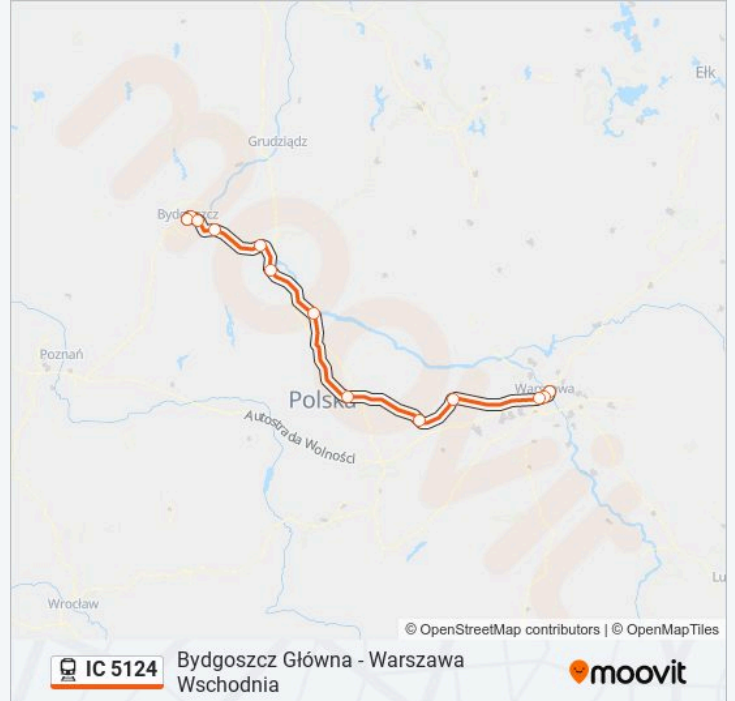 Ełk
Grudziądz
Bydgoszcz
Poznań
Warszawa
Polska
Autostrada Wolności
Lu
Wrocław
moovit
© OpenStreetMap contributors | © OpenMapTiles
IC 5124
Bydgoszcz Główna - Warszawa
Wschodnia
moovit